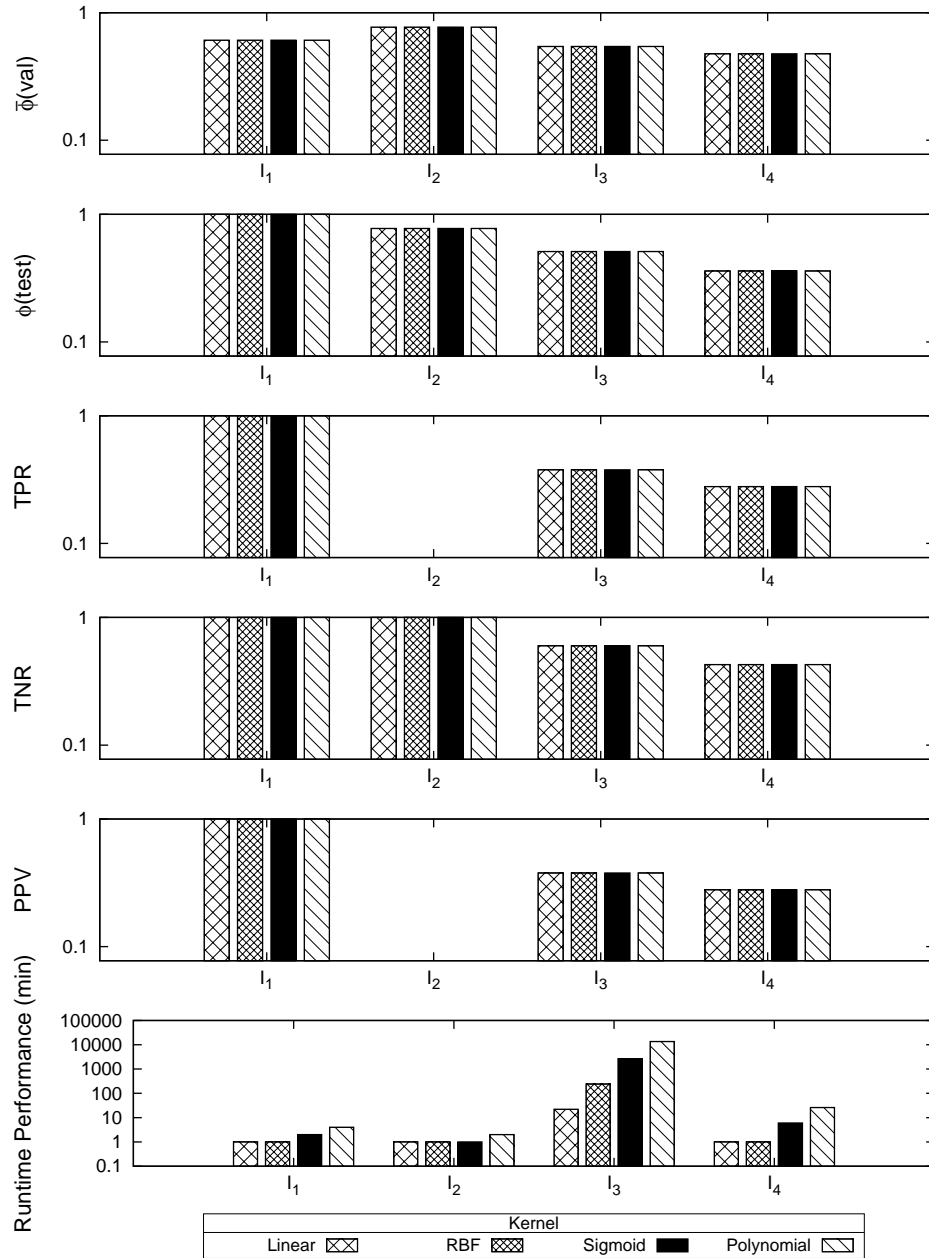 1
0.1
φ̄(val)
I₁ I₂ I₃ I₄
1
0.1
ϕ(test)
I₁ I₂ I₃ I₄
1
0.1
TPR
I₁ I₂ I₃ I₄
1
0.1
TNR
I₁ I₂ I₃ I₄
1
0.1
PPV
I₁ I₂ I₃ I₄
100000
10000
1000
100
10
1
0.1
Runtime Performance (min)
I₁ I₂ I₃ I₄
Kernel
Linear RBF Sigmoid Polynomial